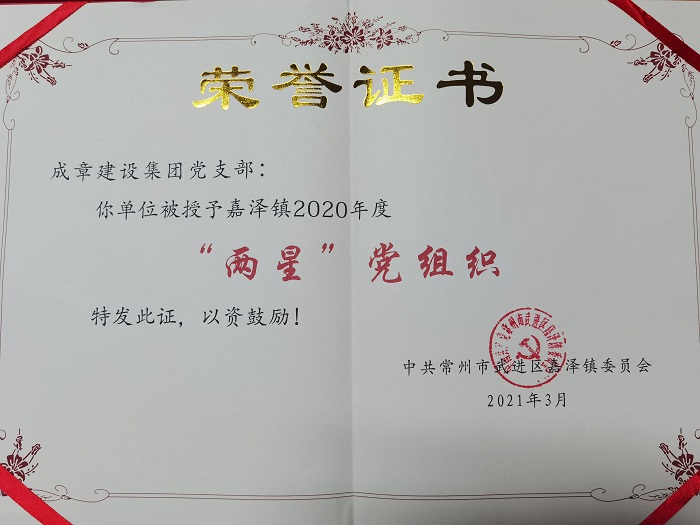 荣誉证书
成章建设集团党支部：
你单位被授予嘉泽镇2020年度
“两星”党组织
特发此证，以资鼓励！
中共常州市武进区嘉泽镇委员会
2021年3月